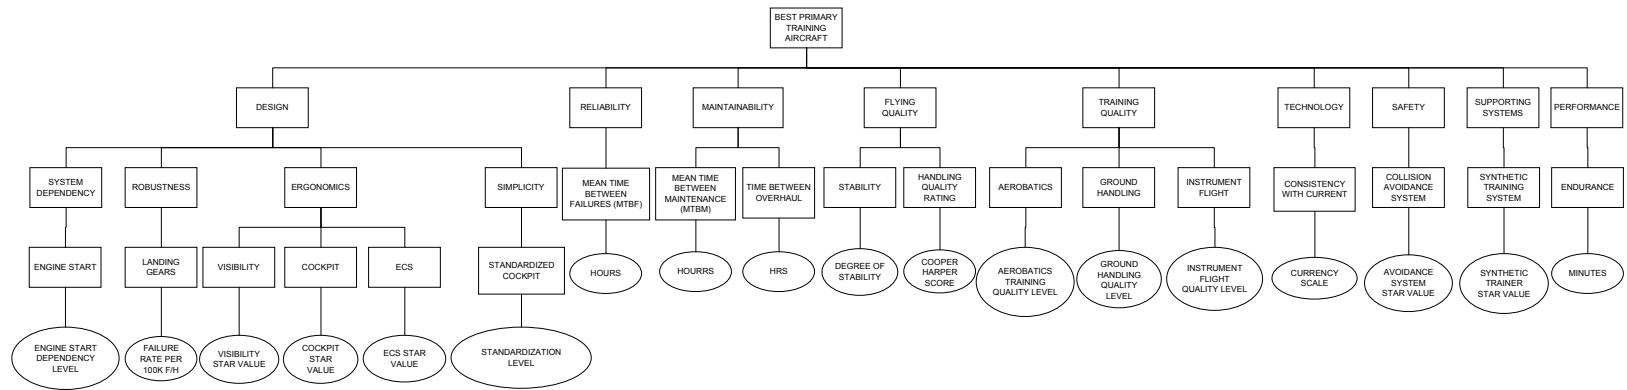 BEST PRIMARY
TRAINING
AIRCRAFT
DESIGN
RELIABILITY
MAINTAINABILITY
FLYING
QUALITY
TRAINING
QUALITY
TECHNOLOGY
SAFETY
SUPPORTING
SYSTEMS
PERFORMANCE
SYSTEM
DEPENDENCY
ROBUSTNESS
ERGONOMICS
SIMPLICITY
MEAN TIME
BETWEEN
FAILURES (MTBF)
MEAN TIME
BETWEEN
MAINTENANCE
(MTBM)
TIME BETWEEN
OVERHAUL
STABILITY
HANDLING
QUALITY
RATING
AEROBATICS
GROUND
HANDLING
INSTRUMENT
FLIGHT
CONSISTENCY
WITH CURRENT
COLLISION
AVOIDANCE
SYSTEM
SYNTHETIC
TRAINING
SYSTEM
ENDURANCE
ENGINE START
LANDING
GEARS
VISIBILITY
COCKPIT
ECS
STANDARDIZED
COCKPIT
HOURS
HOURRS
HRS
DEGREE OF
STABILITY
COOPER
HARPER
SCORE
AEROBATICS
TRAINING
QUALITY LEVEL
GROUND
HANDLING
QUALITY
LEVEL
INSTRUMENT
FLIGHT
QUALITY LEVEL
CURRENCY
SCALE
AVOIDANCE
SYSTEM
STAR VALUE
SYNTHETIC
TRAINER
STAR VALUE
MINUTES
ENGINE START
DEPENDENCY
LEVEL
FAILURE
RATE PER
100K F/H
VISIBILITY
STAR VALUE
COCKPIT
STAR
VALUE
ECS STAR
VALUE
STANDARDIZATION
LEVEL